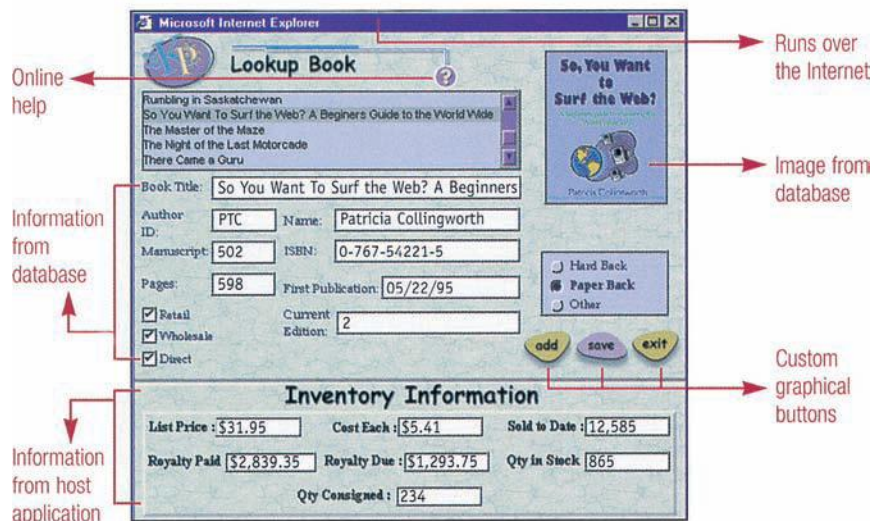 Microsoft Internet Explorer
Runs over
the Internet
KP
Lookup Book
?
Online
help
So, You Want
to
Surf the Web?
Patricia Collingworth
Image from
database
Rumbling in Saskatchewan
So You Want To Surf the Web? A Beginers Guide to the World Wide
The Master of the Maze
The Night of the Last Motorcade
There Came a Guru
Information
from
database
Book Title: So You Want To Surf the Web? A Beginners
Author ID: PTC Name: Patricia Collingworth
Manuscript: 502 ISBN: 0-767-54221-5
Pages: 598 First Publication: 05/22/95
Retail
Wholesale
Direct
Current Edition: 2
Hard Back
Paper Back
Other
add save exit
Custom
graphical
buttons
Inventory Information
List Price : $31.95 Cost Each : $5.41 Sold to Date : 12,585
Royalty Paid $2,839.35 Royalty Due : $1,293.75 Qty in Stock 865
Qty Consigned : 234
Information
from host
application